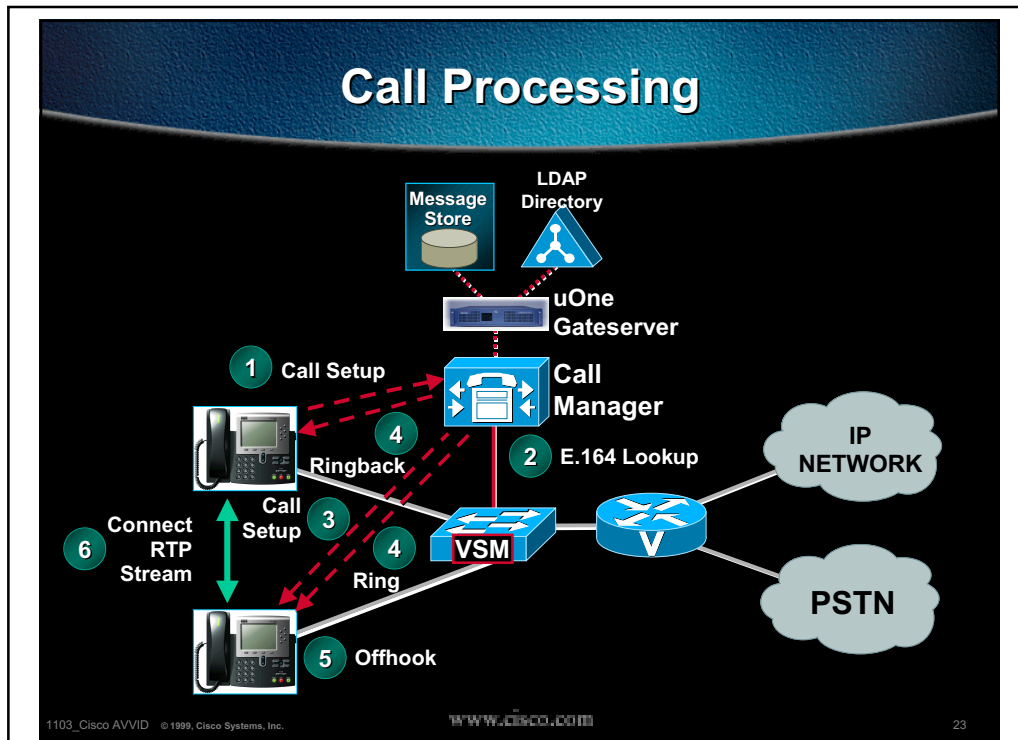 Call Processing
Message
Store
LDAP
Directory
uOne
Gateserver
1 Call Setup
Call
Manager
4
Ringback
2 E.164 Lookup
IP
NETWORK
Call
Setup 3
6 Connect
RTP
Stream
4
Ring
VSM
V
PSTN
5 Offhook
1103_Cisco AVVID © 1999, Cisco Systems, Inc.
www.cisco.com
23